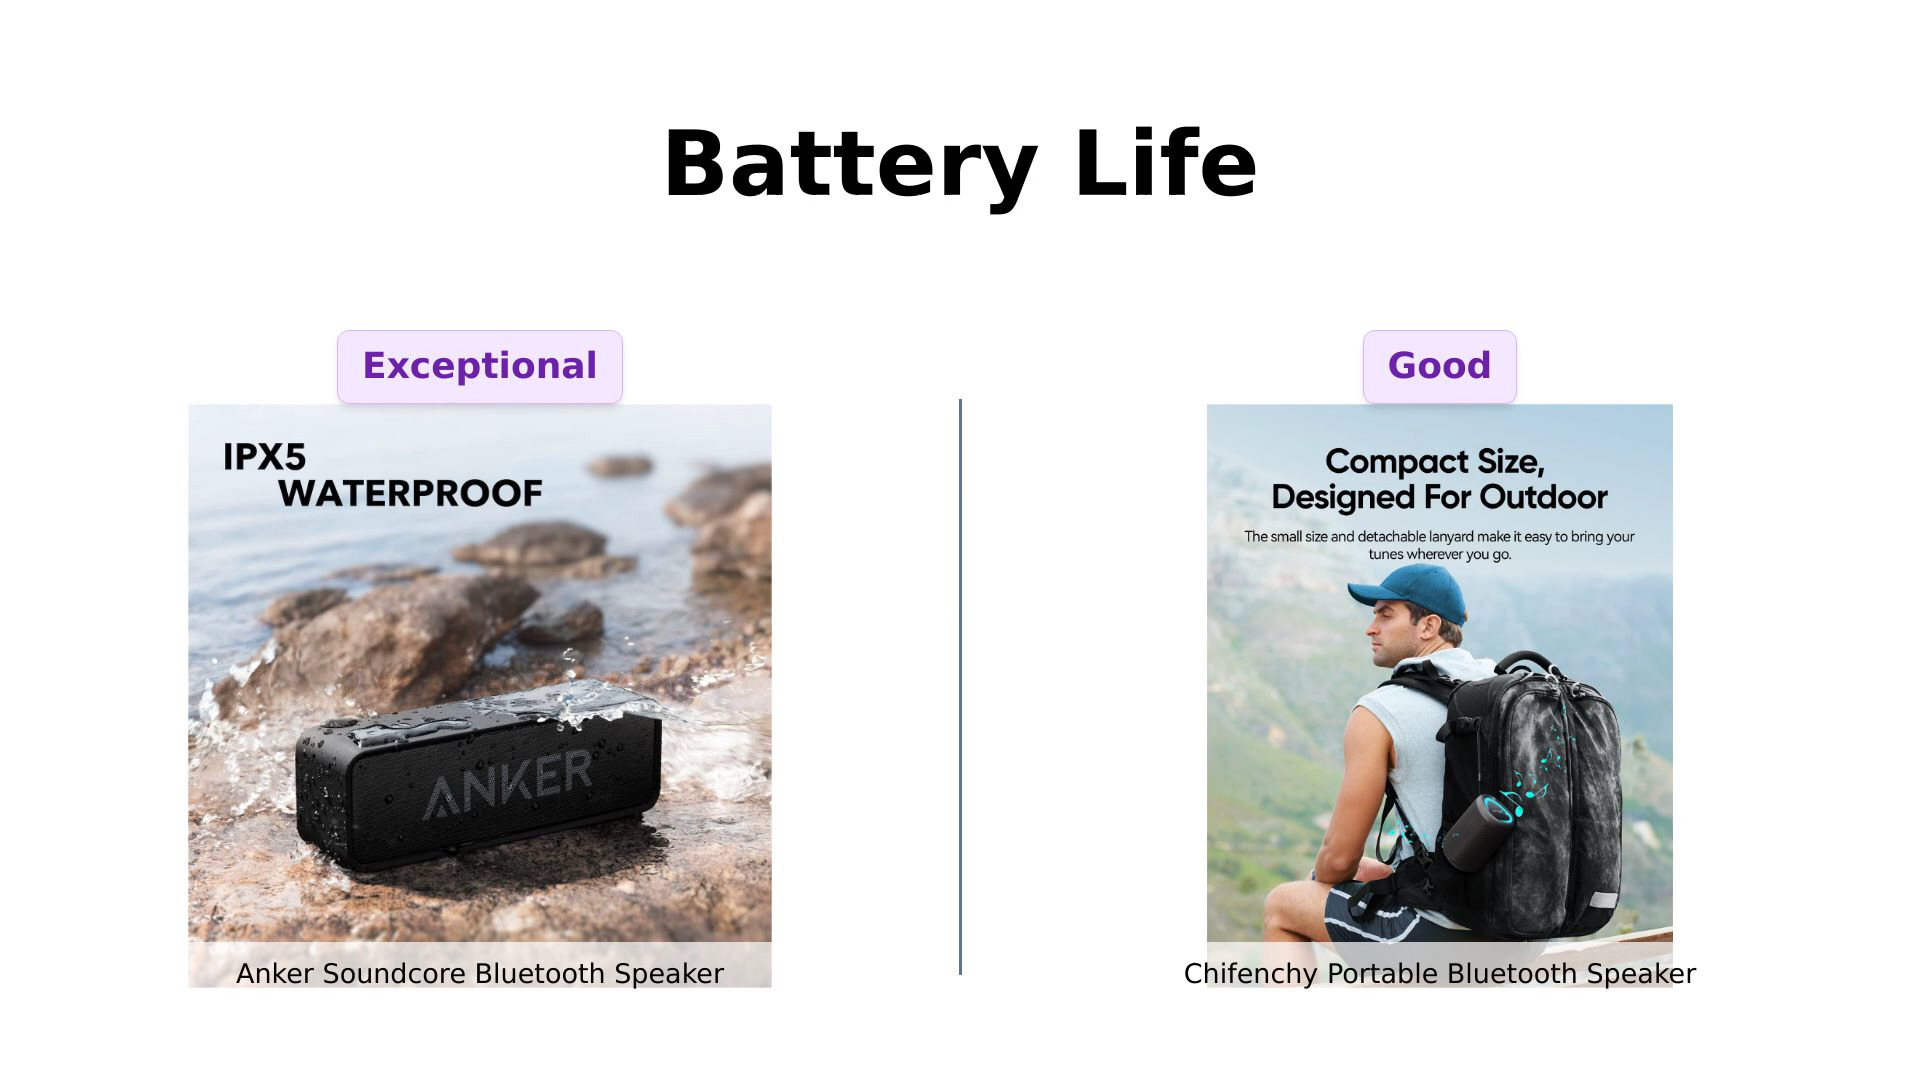 Battery Life
Exceptional
IPX5
WATERPROOF
ANKER
Anker Soundcore Bluetooth Speaker
Good
Compact Size,
Designed For Outdoor
The small size and detachable lanyard make it easy to bring your
tunes wherever you go.
Chifenchy Portable Bluetooth Speaker